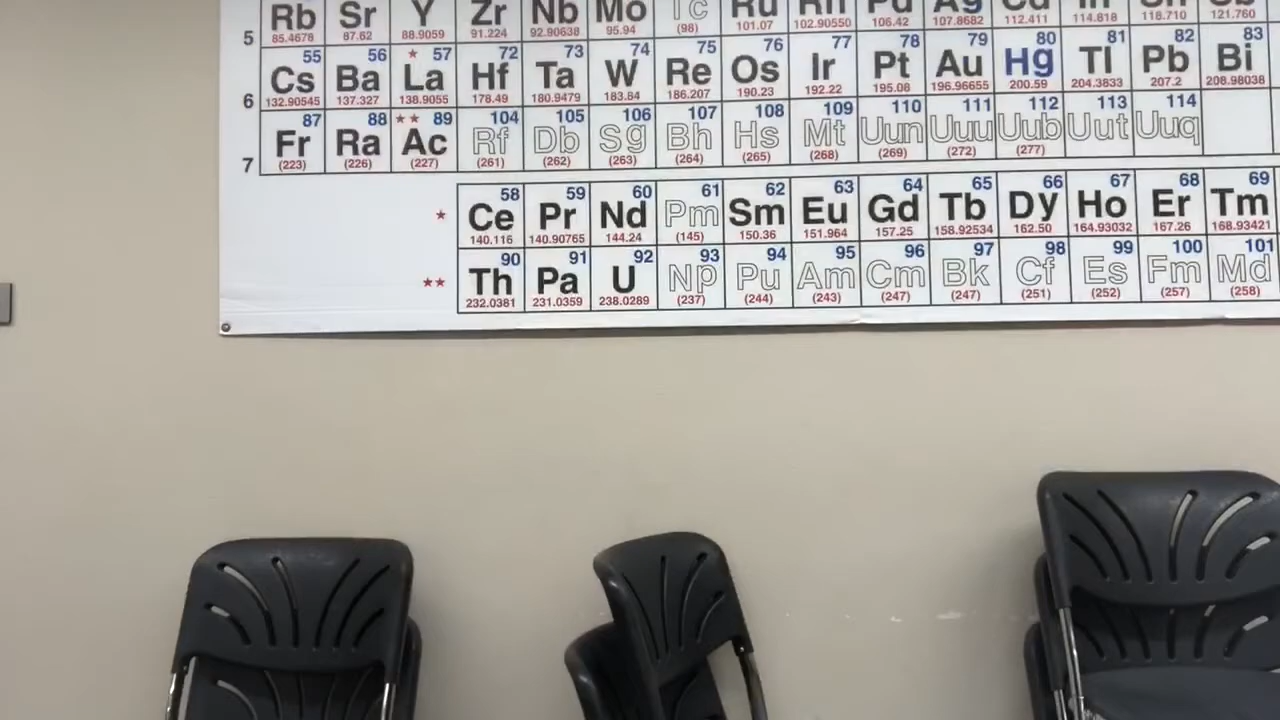 Rb Sr Y Zr Nb Mo Tc Ru Rh Pd Ag Cd In Sn Sb
5 85.4678 87.62 88.9059 91.224 92.90638 95.94 (98) 101.07 102.90550 106.42 107.8682 112.411 114.818 118.710 121.760
55 56 * 57 72 73 74 75 76 77 78 79 80 81 82 83
Cs Ba La Hf Ta W Re Os Ir Pt Au Hg Tl Pb Bi
6 132.90545 137.327 138.9055 178.49 180.9479 183.84 186.207 190.23 192.22 195.08 196.96655 200.59 204.3833 207.2 208.98038
87 88 ** 89 104 105 106 107 108 109 110 111 112 113 114
Fr Ra Ac Rf Db Sg Bh Hs Mt Uun Uuu Uub Uut Uuq
7 (223) (226) (227) (261) (262) (263) (264) (265) (268) (269) (272) (277)
58 59 60 61 62 63 64 65 66 67 68 69
* Ce Pr Nd Pm Sm Eu Gd Tb Dy Ho Er Tm
140.116 140.90765 144.24 (145) 150.36 151.964 157.25 158.92534 162.50 164.93032 167.26 168.93421
90 91 92 93 94 95 96 97 98 99 100 101
** Th Pa U Np Pu Am Cm Bk Cf Es Fm Md
232.0381 231.0359 238.0289 (237) (244) (243) (247) (247) (251) (252) (257) (258)